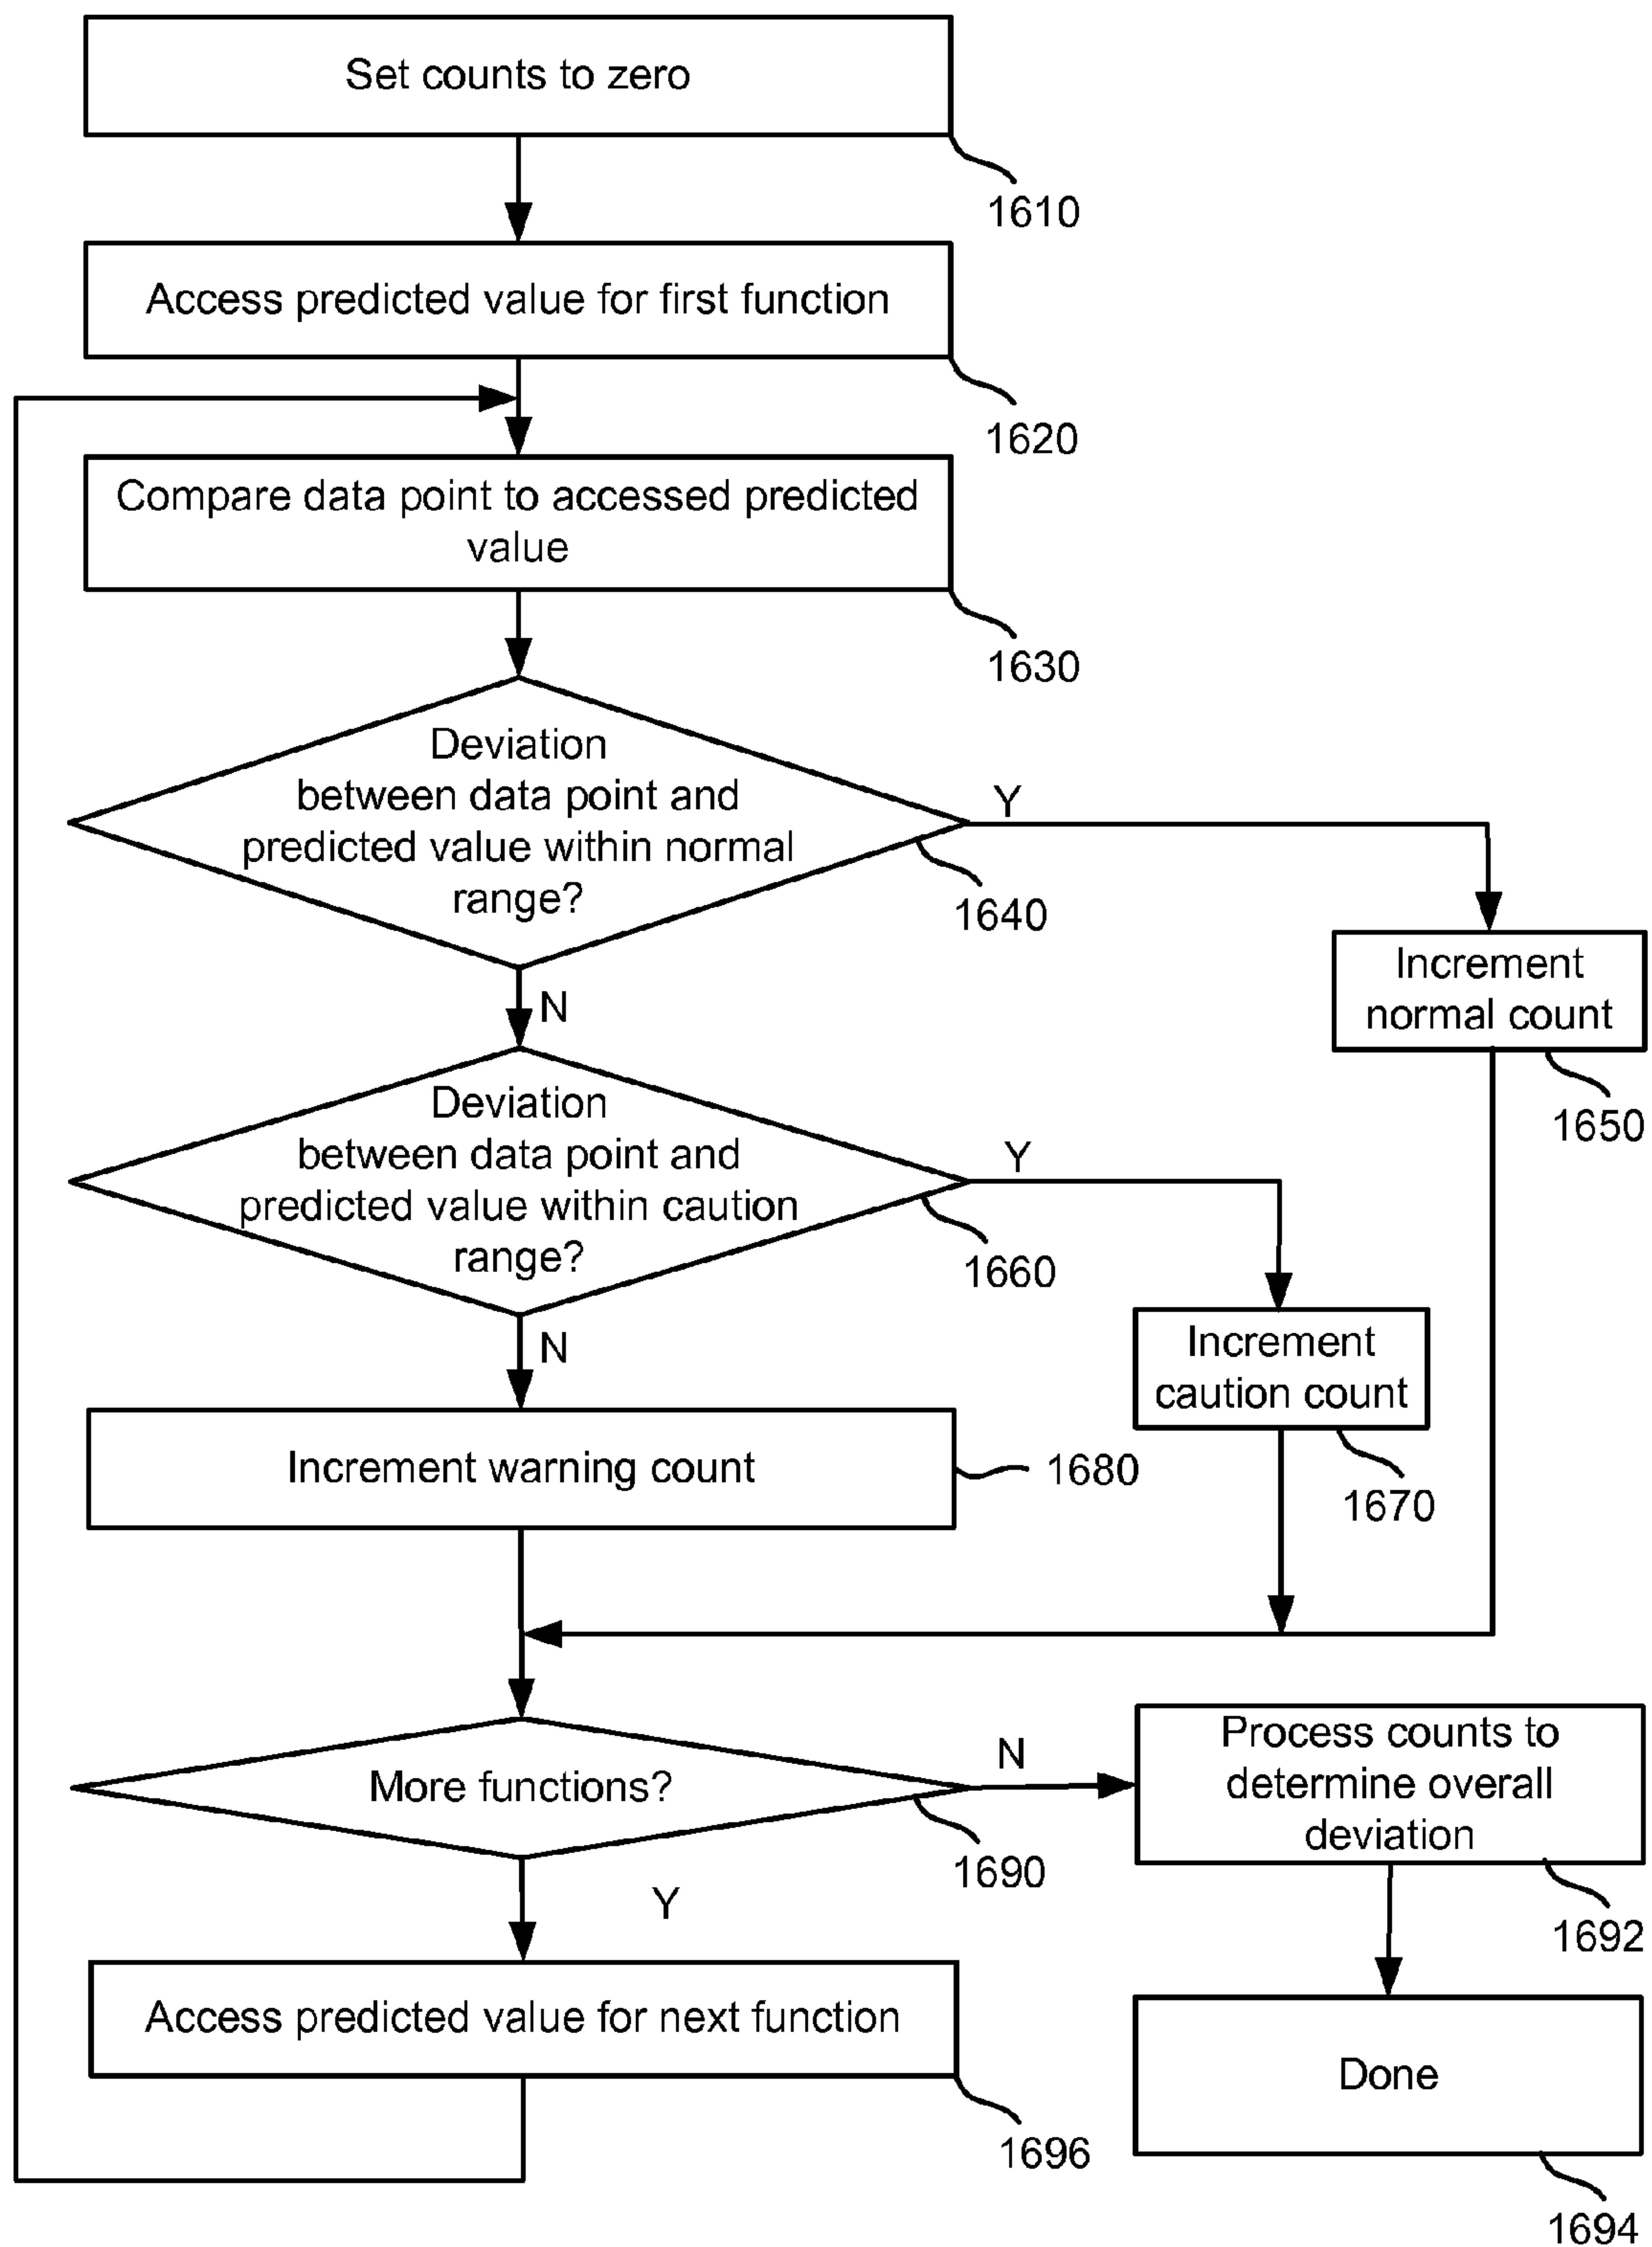 Set counts to zero
1610
Access predicted value for first function
1620
Compare data point to accessed predicted
value
1630
Deviation
between data point and
predicted value within normal
range?
Y
1640
Increment
normal count
1650
N
Deviation
between data point and
predicted value within caution
range?
Y
1660
Increment
caution count
1670
N
Increment warning count
1680
More functions?
N
1690
Process counts to
determine overall
deviation
1692
Y
Access predicted value for next function
1696
Done
1694